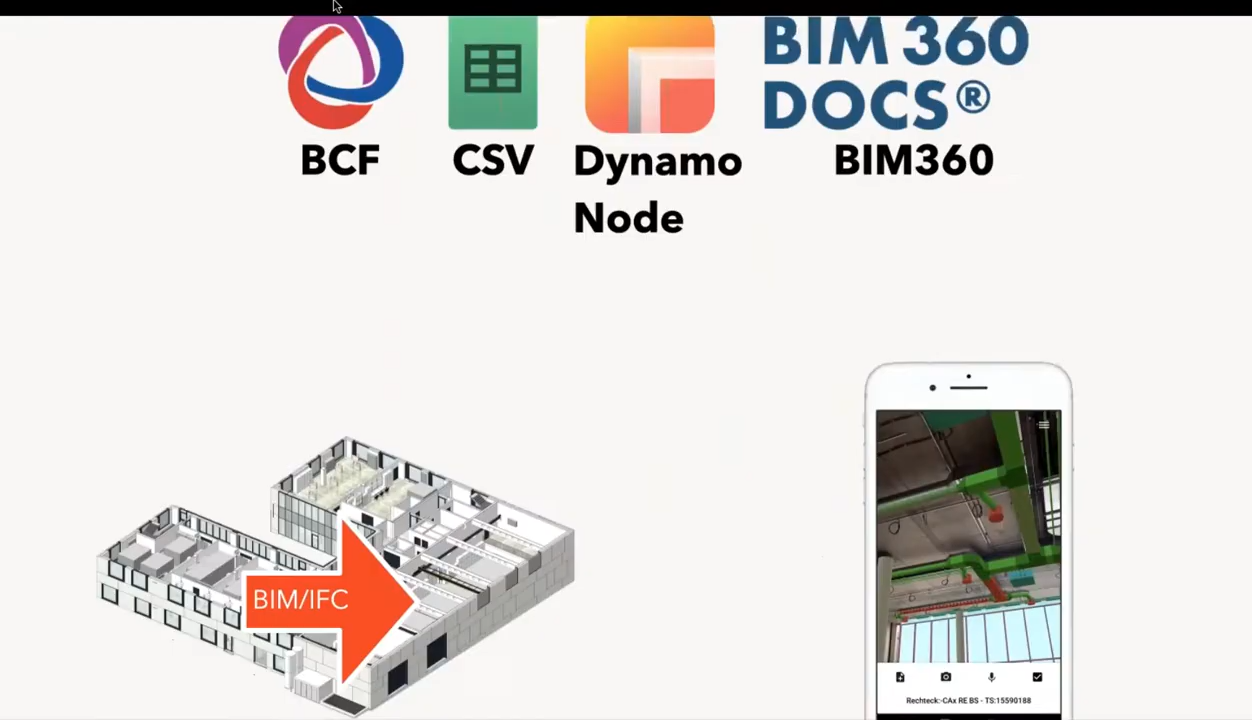 BIM 360
DOCS®
BCF
CSV
Dynamo
Node
BIM360
BIM/IFC
Rechteck:-CAx RE BS - TS:15590188